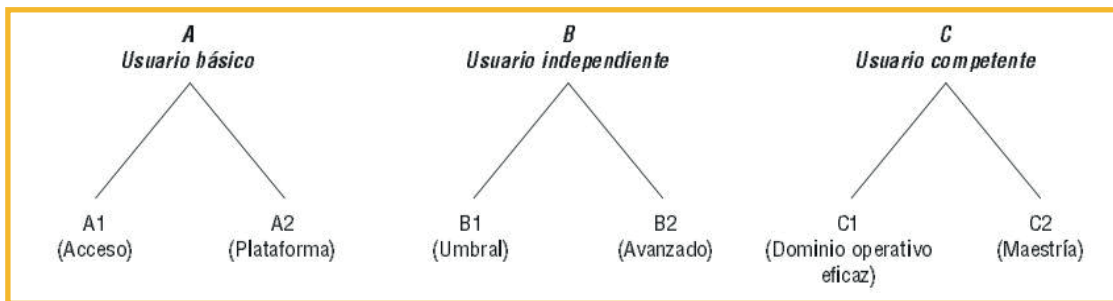 A
Usuario básico
B
Usuario independiente
C
Usuario competente
A1
(Acceso)
A2
(Plataforma)
B1
(Umbral)
B2
(Avanzado)
C1
(Dominio operativo
eficaz)
C2
(Maestría)